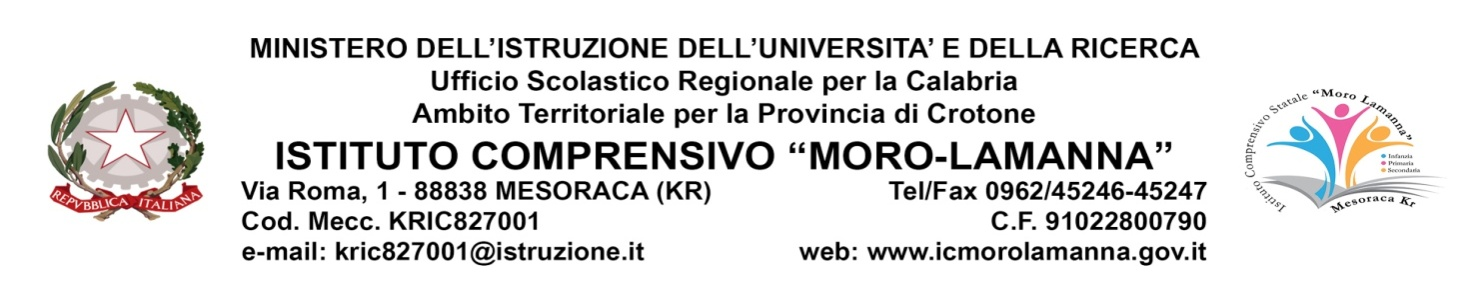 MINISTERO DELL’ISTRUZIONE DELL’UNIVERSITA’ E DELLA RICERCA
Ufficio Scolastico Regionale per la Calabria
Ambito Territoriale per la Provincia di Crotone
ISTITUTO COMPRENSIVO “MORO-LAMANNA”
Via Roma, 1 - 88838 MESORACA (KR) Tel/Fax 0962/45246-45247
Cod. Mecc. KRIC827001 C.F. 91022800790
e-mail: kric827001@istruzione.it web: www.icmorolamanna.gov.it
REPVBBLICA ITALIANA
Istituto Comprensivo Statale “Moro Lamanna”
Infanzia
Primaria
Secondaria
Mesoraca Kr